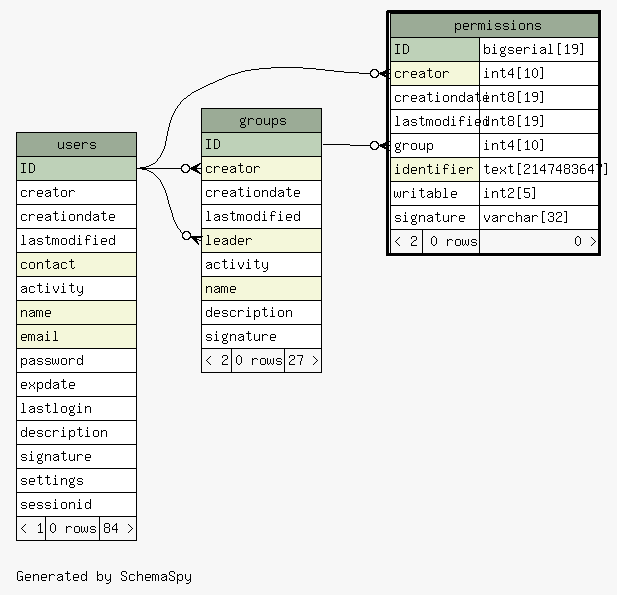 permissions
ID bigserial[19]
creator int4[10]
creationdate int8[19]
lastmodified int8[19]
group int4[10]
identifier text[2147483647]
writable int2[5]
signature varchar[32]
< 2 0 rows 0 >
groups
ID
creator
creationdate
lastmodified
leader
activity
name
description
signature
< 2 0 rows 27 >
users
ID
creator
creationdate
lastmodified
contact
activity
name
email
password
expdate
lastlogin
description
signature
settings
sessionid
< 1 0 rows 84 >
Generated by SchemaSpy